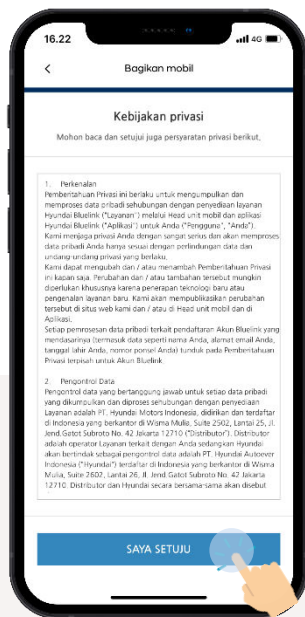 16.22
4G
Bagikan mobil
Kebijakan privasi
Mohon baca dan setujui juga persyaratan privasi berikut.
1. Perkenalan
Pemberitahuan Privasi ini berlaku untuk mengumpulkan dan
memproses data pribadi sehubungan dengan penyediaan layanan
Hyundai Bluelink ("Layanan") melalui Head unit mobil dan aplikasi
Hyundai Bluelink ("Aplikasi") untuk Anda ("Pengguna", "Anda").
Kami menjaga privasi Anda dengan sangat serius dan akan memproses
data pribadi Anda hanya sesuai dengan perlindungan data dan
undang-undang privasi yang berlaku.
Kami dapat mengubah dan / atau menambah Pemberitahuan Privasi
ini kapan saja. Perubahan dan / atau tambahan tersebut mungkin
diperlukan khususnya karena penerapan teknologi baru atau
pengenalan layanan baru. Kami akan mempublikasikan perubahan
tersebut di situs web kami dan / atau di Head unit mobil dan di
Aplikasi.
Setiap pemrosesan data pribadi terkait pendaftaran Akun Bluelink yang
mendasarinya (termasuk data seperti nama Anda, alamat email Anda,
tanggal lahir Anda, nomor ponsel Anda) tunduk pada Pemberitahuan
Privasi terpisah untuk Akun Bluelink.
2. Pengontrol Data
Pengontrol data yang bertanggung jawab untuk setiap data pribadi
yang dikumpulkan dan diproses sehubungan dengan penyediaan
Layanan adalah PT. Hyundai Motors Indonesia, didirikan dan terdaftar
di Indonesia yang berkantor di Wisma Mulia, Suite 2502, Lantai 25, Jl.
Jend.Gatot Subroto No. 42 Jakarta 12710 ("Distributor"). Distributor
adalah operator Layanan terkait dengan Anda sedangkan Hyundai
akan bertindak sebagai pengontrol data adalah PT. Hyundai Autoever
Indonesia ("Hyundai") terdaftar di Indonesia yang berkantor di Wisma
Mulia, Suite 2602, Lantai 26, Jl. Jend Gatot Subroto No. 42 Jakarta
12710. Distributor dan Hyundai secara bersama-sama akan disebut
SAYA SETUJU